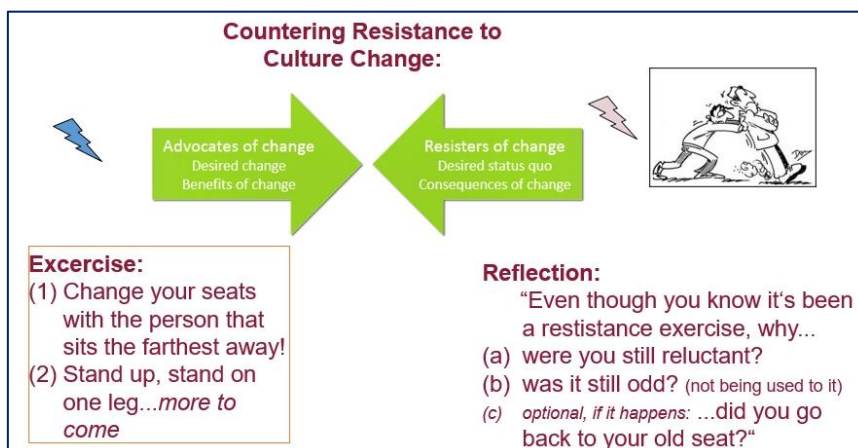 Countering Resistance to
Culture Change:
Advocates of change
Desired change
Benefits of change
Resisters of change
Desired status quo
Consequences of change
Excercise:
(1) Change your seats
with the person that
sits the farthest away!
(2) Stand up, stand on
one leg...more to
come
Reflection:
“Even though you know it‘s been
a restistance exercise, why...
(a) were you still reluctant?
(b) was it still odd? (not being used to it)
(c) optional, if it happens: ...did you go
back to your old seat?“